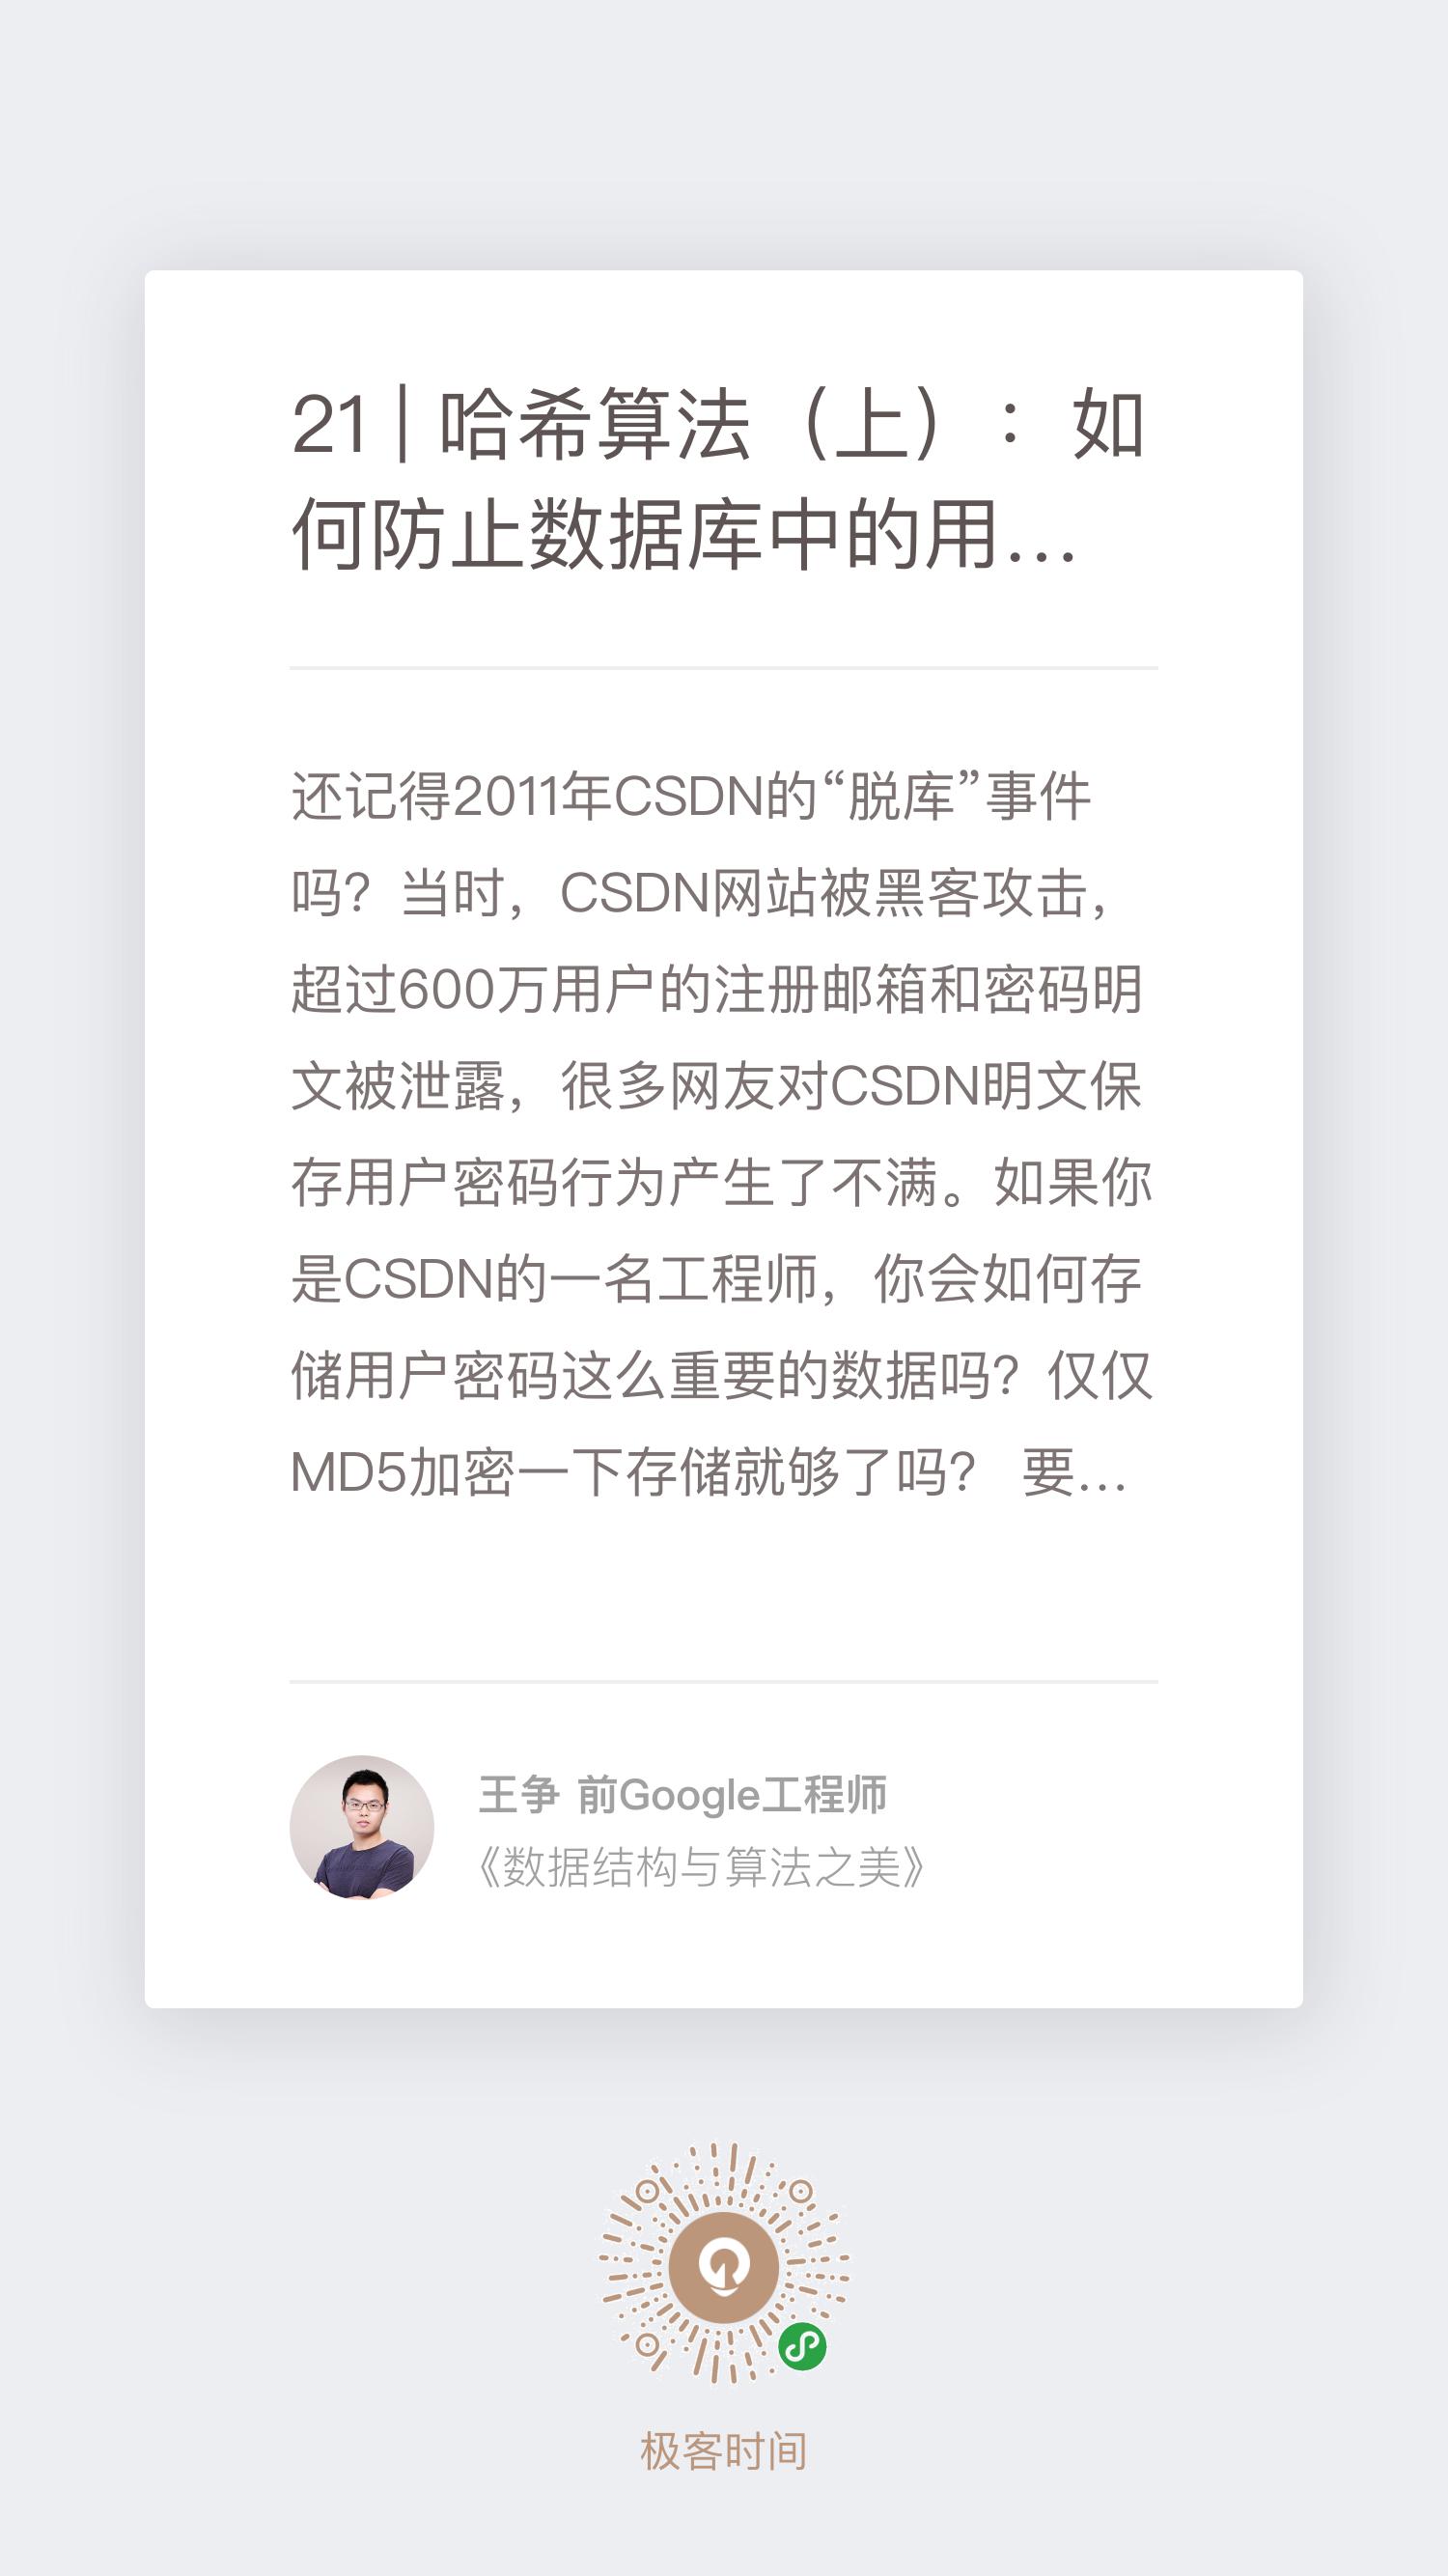 21 | 哈希算法（上）：如
何防止数据库中的用...
还记得2011年CSDN的“脱库”事件
吗？当时，CSDN网站被黑客攻击，
超过600万用户的注册邮箱和密码明
文被泄露，很多网友对CSDN明文保
存用户密码行为产生了不满。如果你
是CSDN的一名工程师，你会如何存
储用户密码这么重要的数据吗？仅仅
MD5加密一下存储就够了吗？ 要...
王争 前Google工程师
《数据结构与算法之美》
极客时间